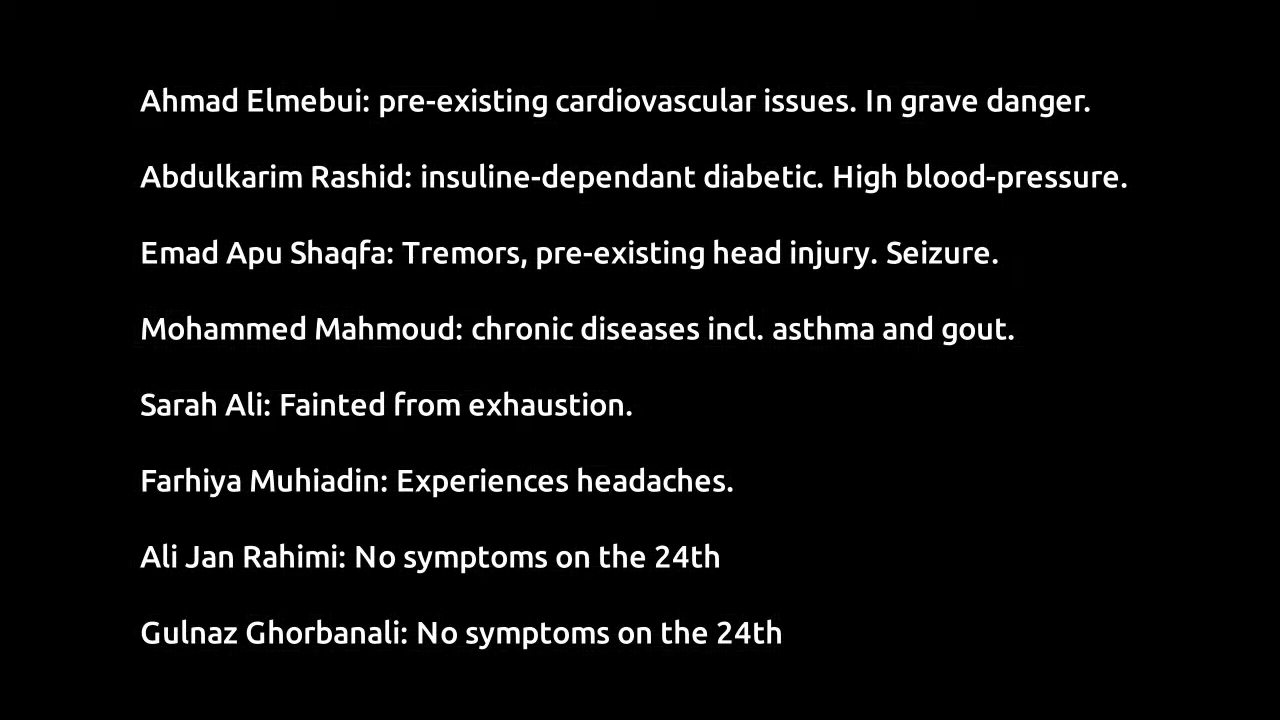 Ahmad Elmebui: pre-existing cardiovascular issues. In grave danger.
Abdulkarim Rashid: insuline-dependant diabetic. High blood-pressure.
Emad Apu Shaqfa: Tremors, pre-existing head injury. Seizure.
Mohammed Mahmoud: chronic diseases incl. asthma and gout.
Sarah Ali: Fainted from exhaustion.
Farhiya Muhiadin: Experiences headaches.
Ali Jan Rahimi: No symptoms on the 24th
Gulnaz Ghorbanali: No symptoms on the 24th